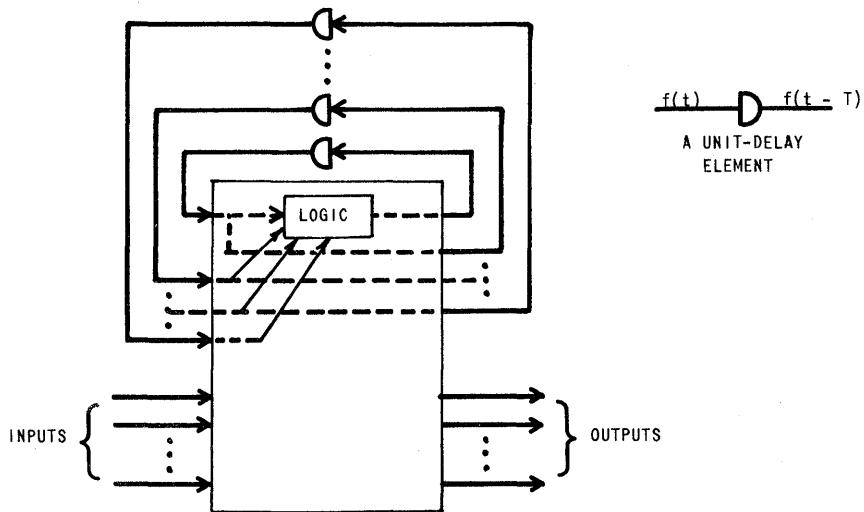 f(t) f(t - T)
A UNIT-DELAY
ELEMENT
LOGIC
INPUTS
OUTPUTS